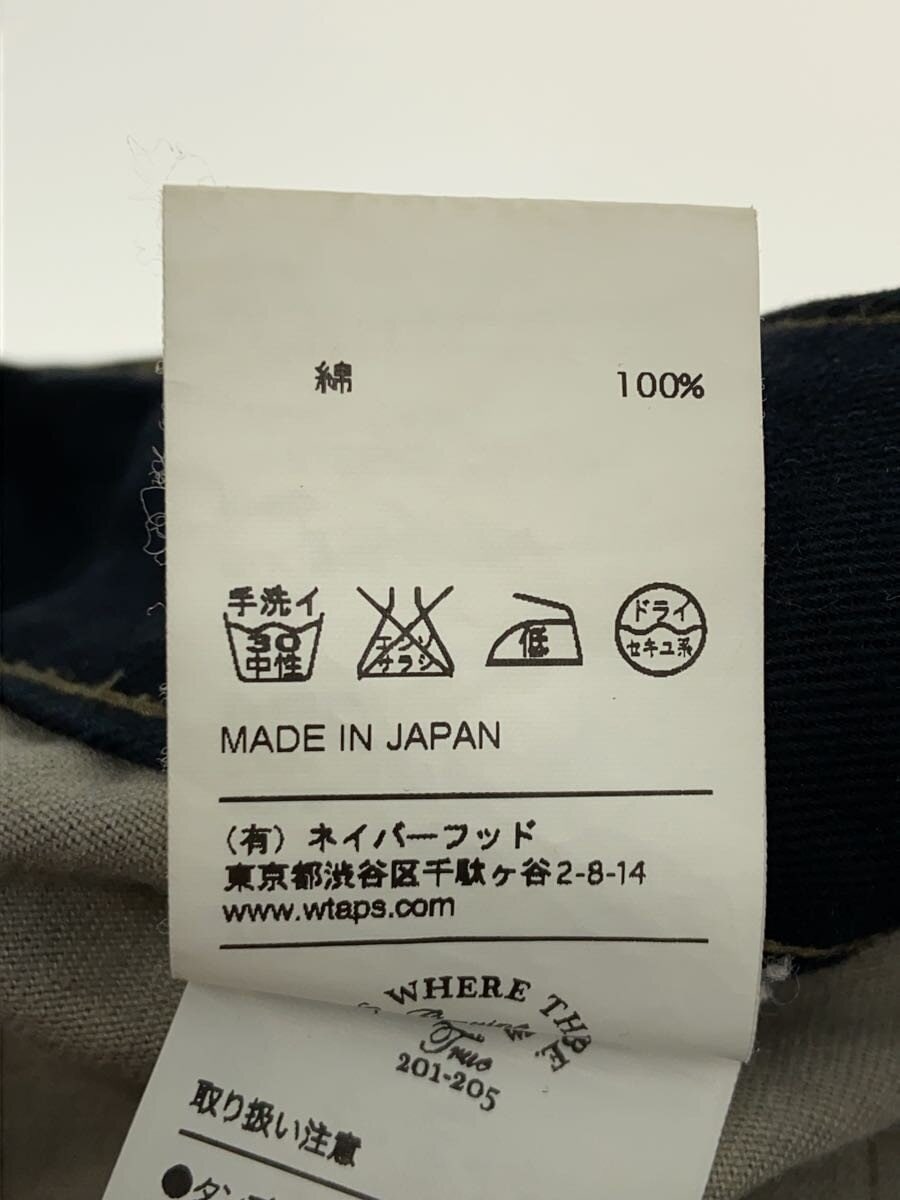 綿 100%
手洗イ
30
中性
エンソ
サラシ
低
ドライ
セキユ系
MADE IN JAPAN
(有) ネイバーフッド
東京都渋谷区千駄ヶ谷2-8-14
www.wtaps.com
WHERE TH
True
201-205
取り扱い注意
●タン